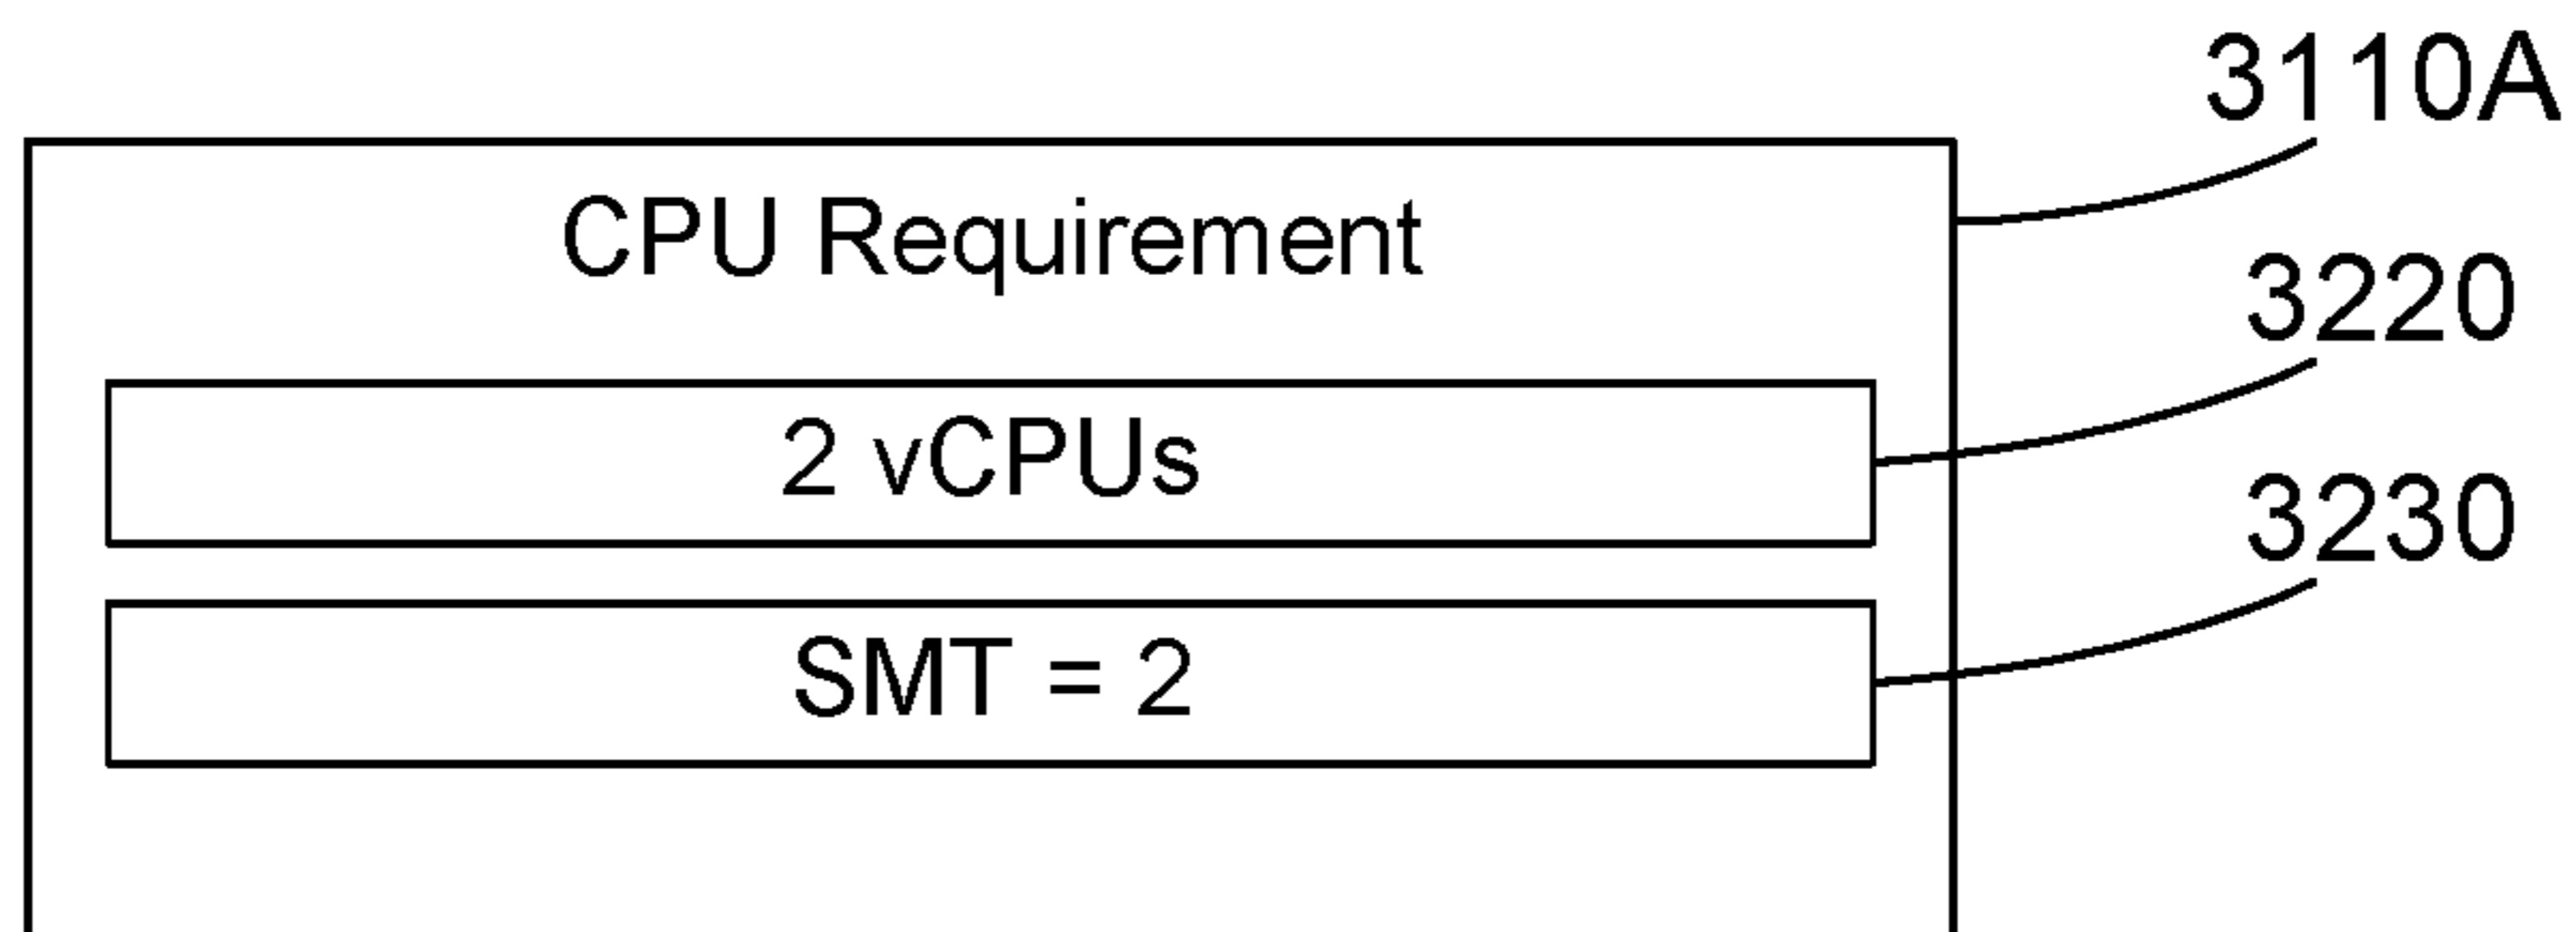 3110A
CPU Requirement
3220
2 vCPUs
3230
SMT = 2